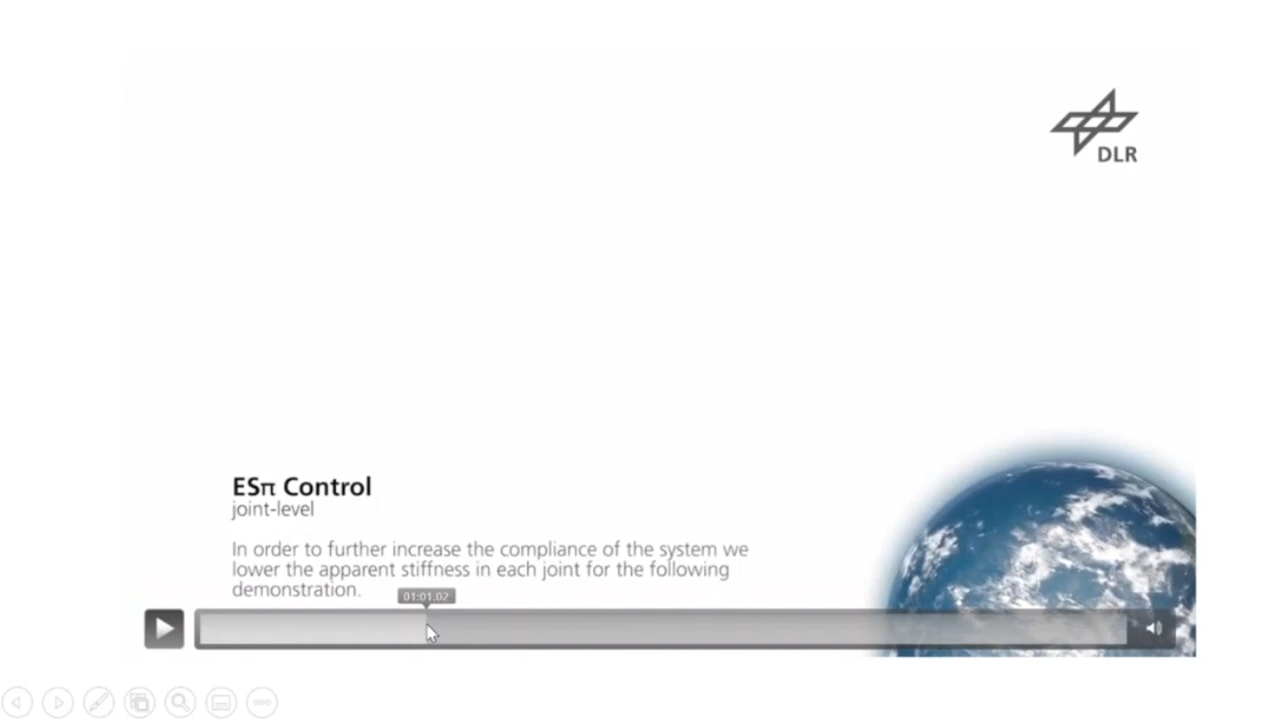 DLR
ESπ Control
joint-level
In order to further increase the compliance of the system we
lower the apparent stiffness in each joint for the following
demonstration.
01:01.02